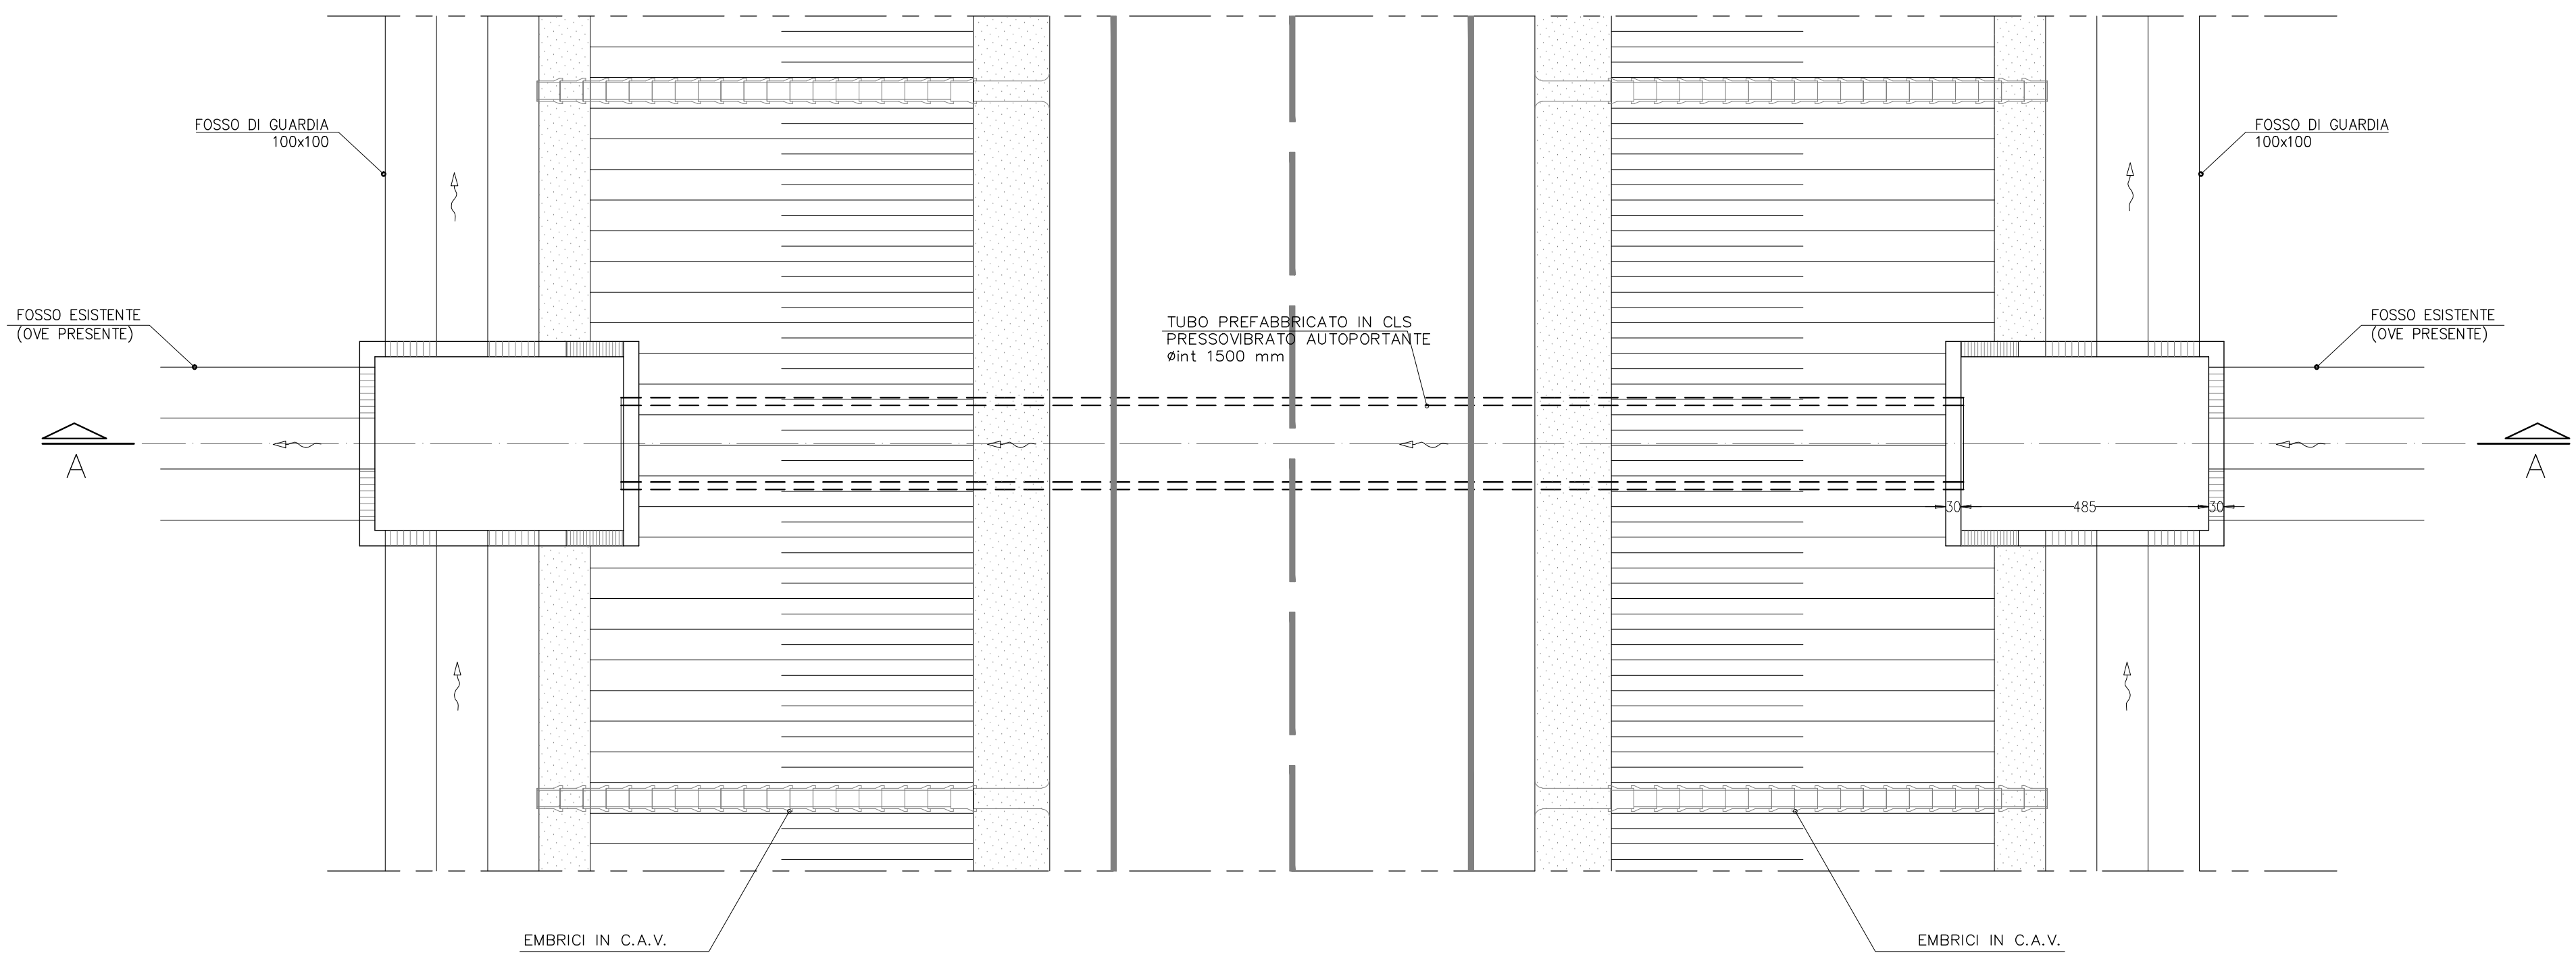 FOSSO DI GUARDIA
100x100
FOSSO DI GUARDIA
100x100
FOSSO ESISTENTE
(OVE PRESENTE)
TUBO PREFABBRICATO IN CLS
PRESSOVIBRATO AUTOPORTANTE
øint 1500 mm
FOSSO ESISTENTE
(OVE PRESENTE)
A
A
30
485
30
EMBRICI IN C.A.V.
EMBRICI IN C.A.V.